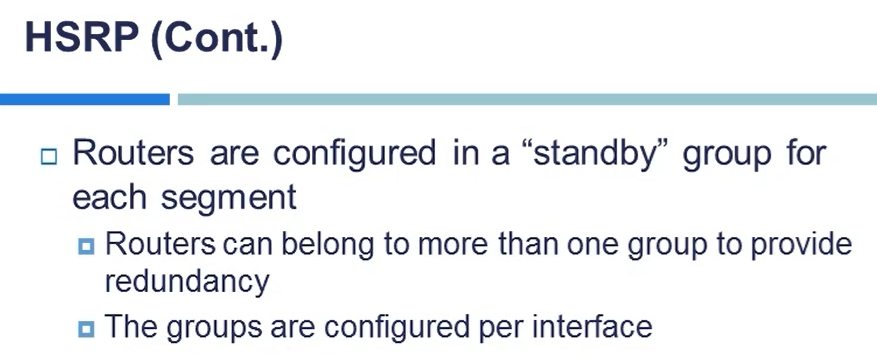 HSRP (Cont.)
Routers are configured in a “standby” group for
each segment
Routers can belong to more than one group to provide
redundancy
The groups are configured per interface